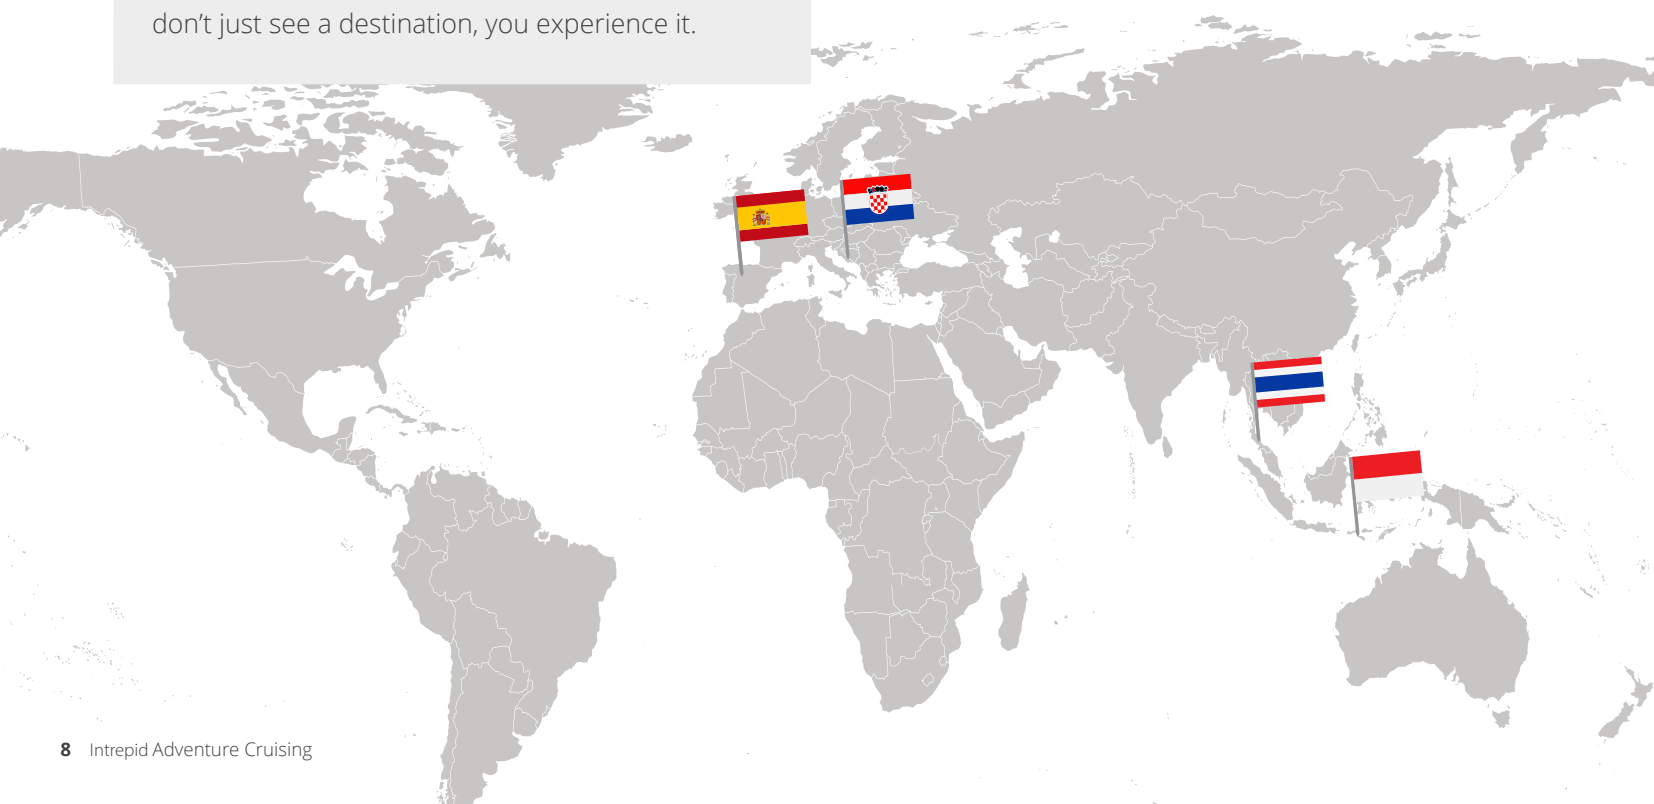 don’t just see a destination, you experience it.
8 Intrepid Adventure Cruising